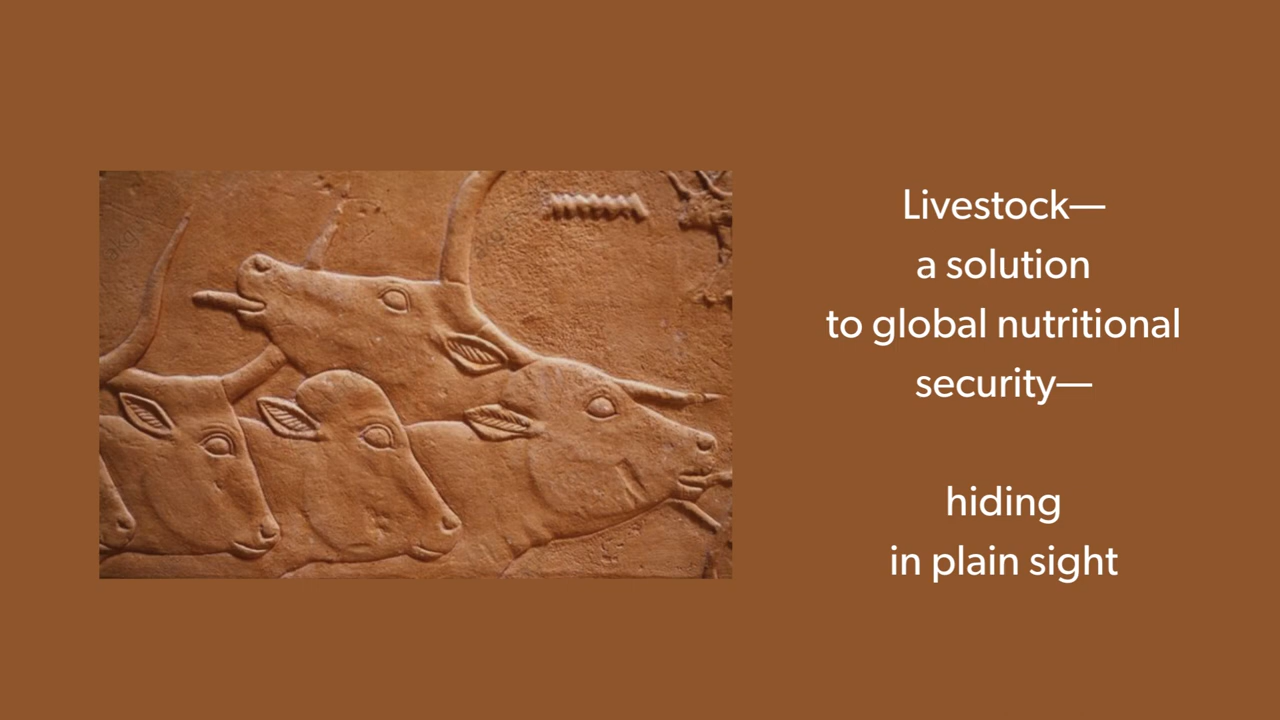 Livestock—
a solution
to global nutritional
security—
hiding
in plain sight